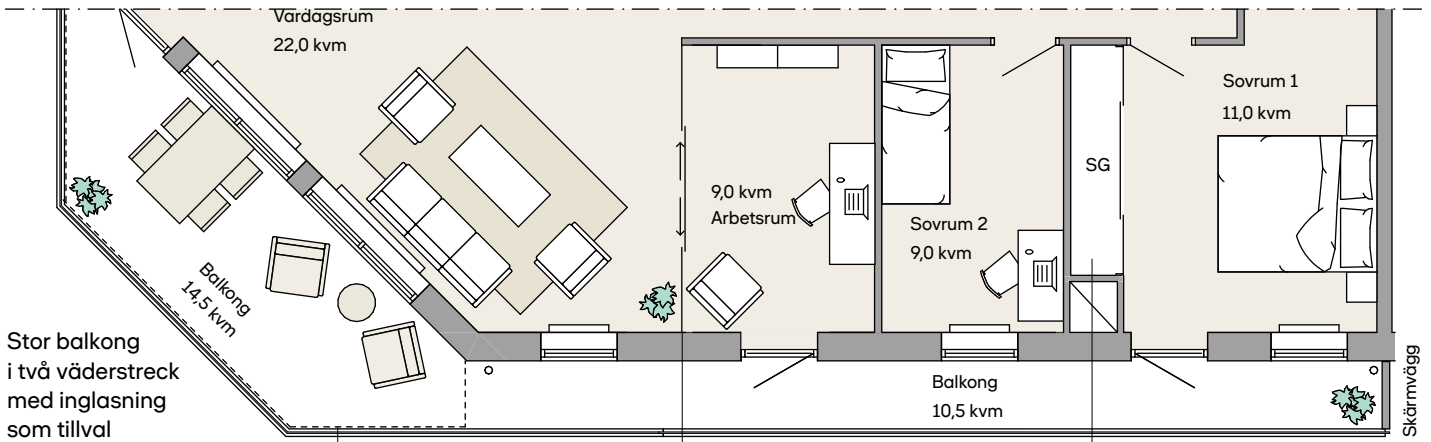 Vardagsrum
22,0 kvm
Sovrum 1
11,0 kvm
SG
9,0 kvm
Arbetsrum
Sovrum 2
9,0 kvm
Balkong
14,5 kvm
Stor balkong
i två väderstreck
med inglasning
som tillval
Balkong
10,5 kvm
Skärmvägg